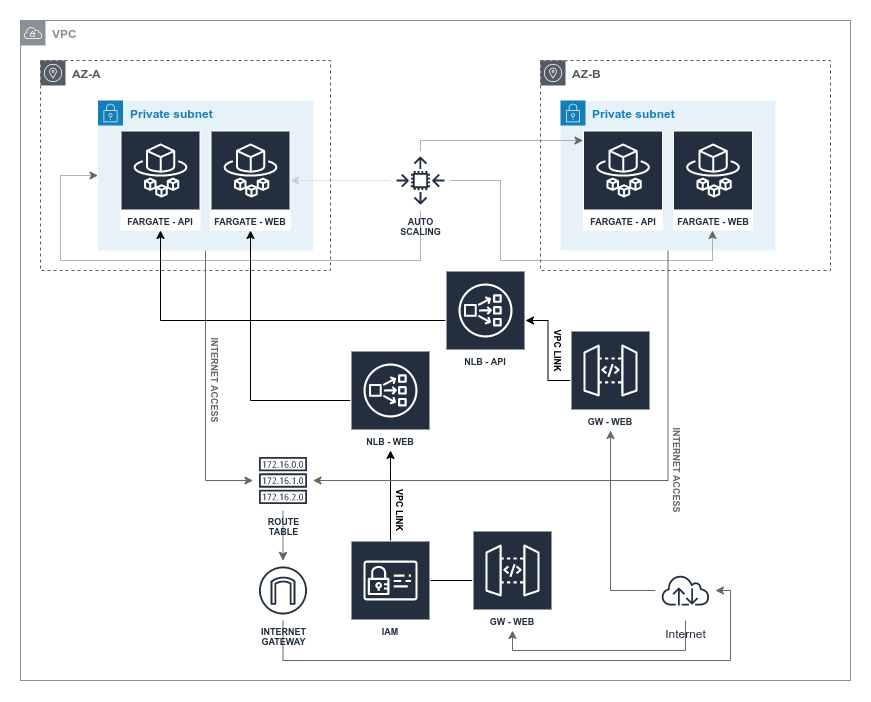 VPC
AZ-A
AZ-B
Private subnet
Private subnet
FARGATE - API
FARGATE - WEB
AUTO
SCALING
FARGATE - API
FARGATE - WEB
NLB - API
VPC LINK
GW - WEB
INTERNET ACCESS
NLB - WEB
INTERNET ACCESS
172.16.0.0
172.16.1.0
172.16.2.0
ROUTE
TABLE
VPC LINK
INTERNET
GATEWAY
IAM
GW - WEB
Internet